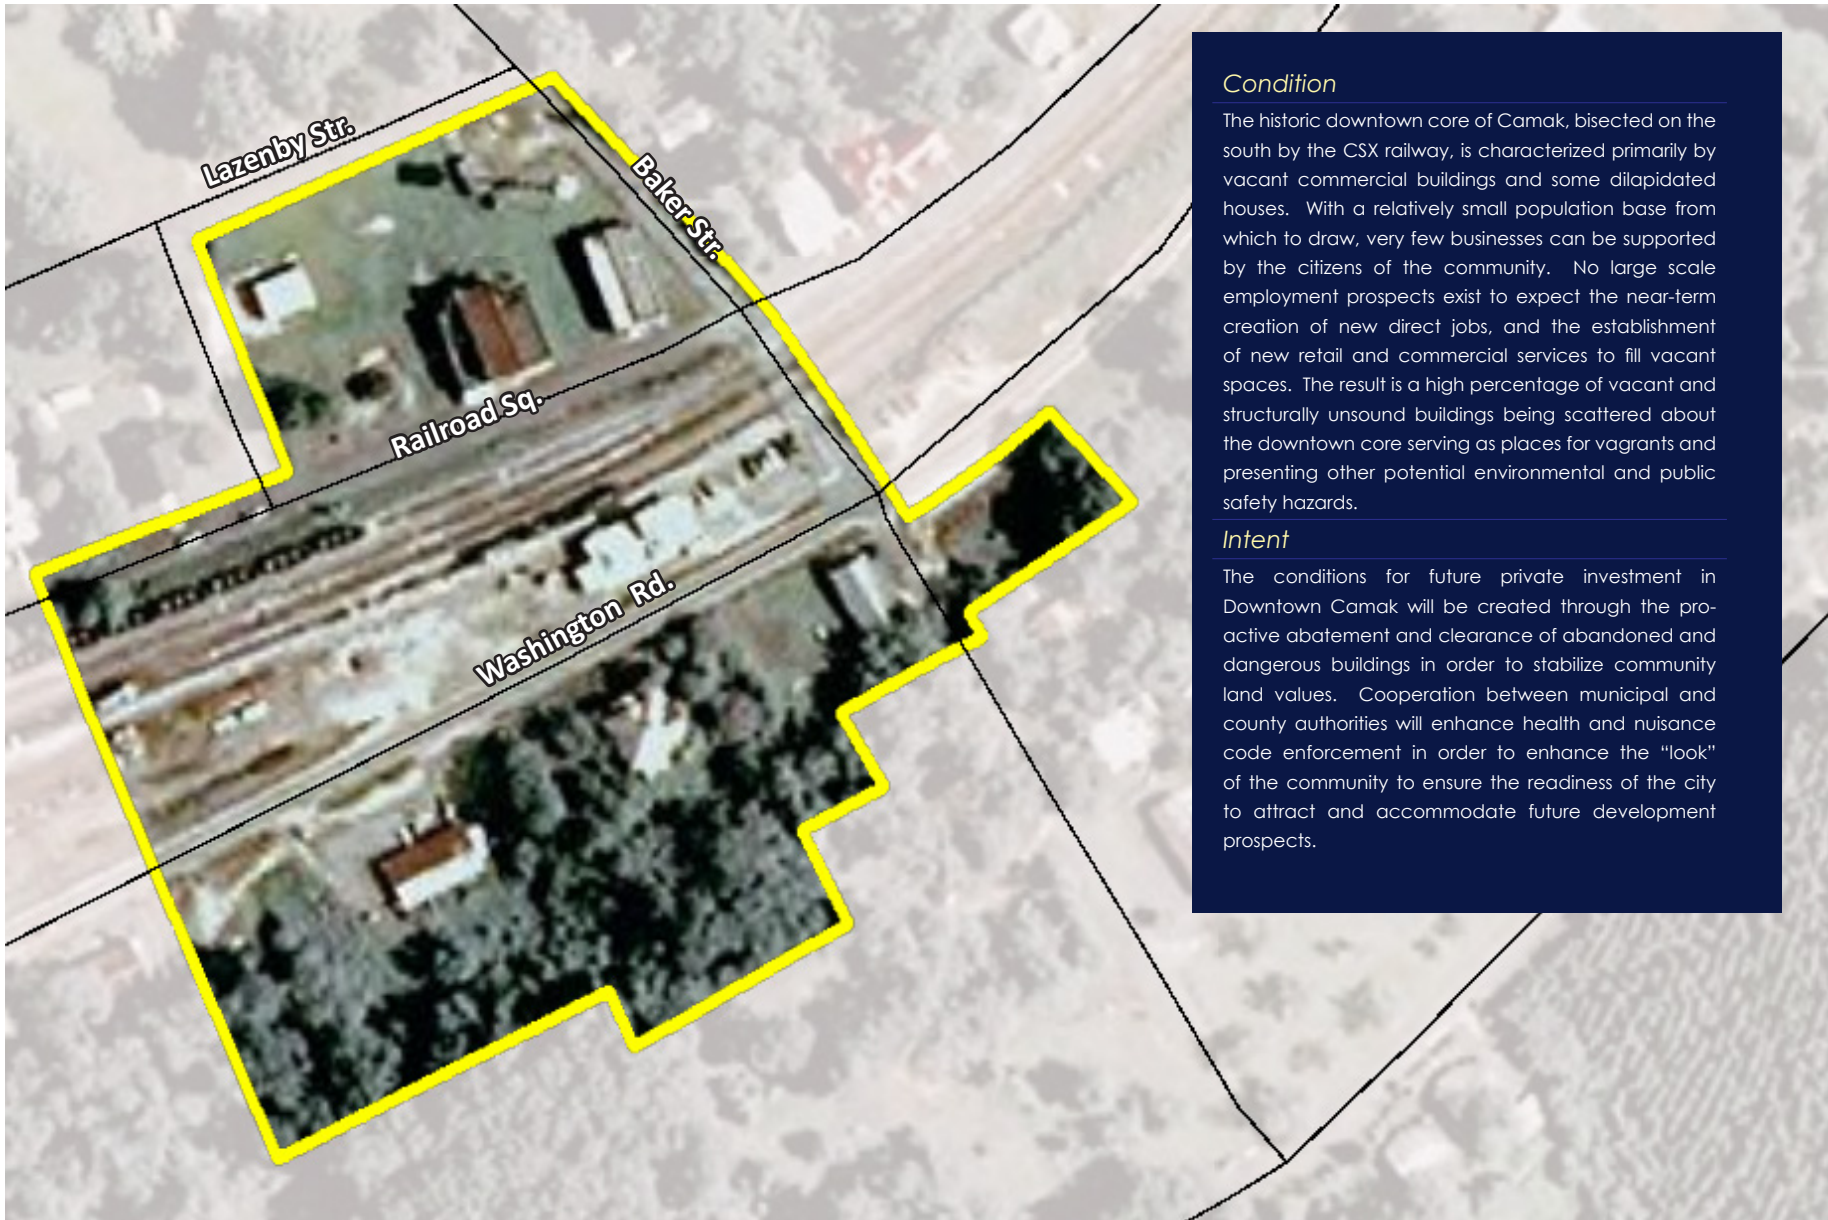 Lazenby Str.
Baker Str.
Railroad Sq.
Washington Rd.
Condition
The historic downtown core of Camak, bisected on the
south by the CSX railway, is characterized primarily by
vacant commercial buildings and some dilapidated
houses. With a relatively small population base from
which to draw, very few businesses can be supported
by the citizens of the community. No large scale
employment prospects exist to expect the near-term
creation of new direct jobs, and the establishment
of new retail and commercial services to fill vacant
spaces. The result is a high percentage of vacant and
structurally unsound buildings being scattered about
the downtown core serving as places for vagrants and
presenting other potential environmental and public
safety hazards.
Intent
The conditions for future private investment in
Downtown Camak will be created through the pro-
active abatement and clearance of abandoned and
dangerous buildings in order to stabilize community
land values. Cooperation between municipal and
county authorities will enhance health and nuisance
code enforcement in order to enhance the “look”
of the community to ensure the readiness of the city
to attract and accommodate future development
prospects.